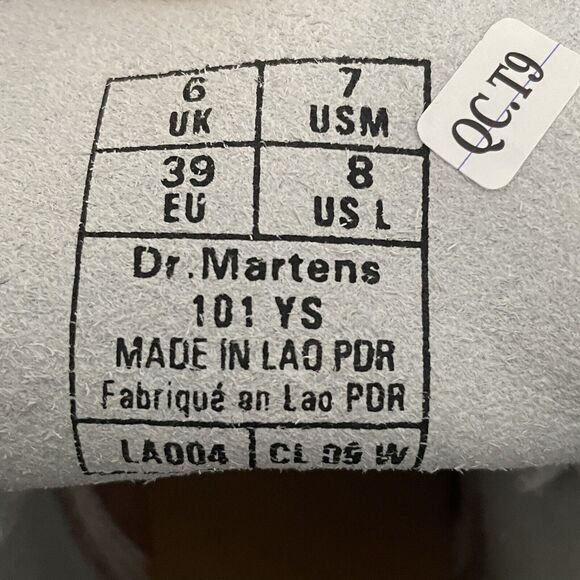 6 7
UK USM
39 8
EU US L
Dr.Martens
101 YS
MADE IN LAO PDR
Fabriqué en Lao PDR
LA004 CL 05 W
QC.T9